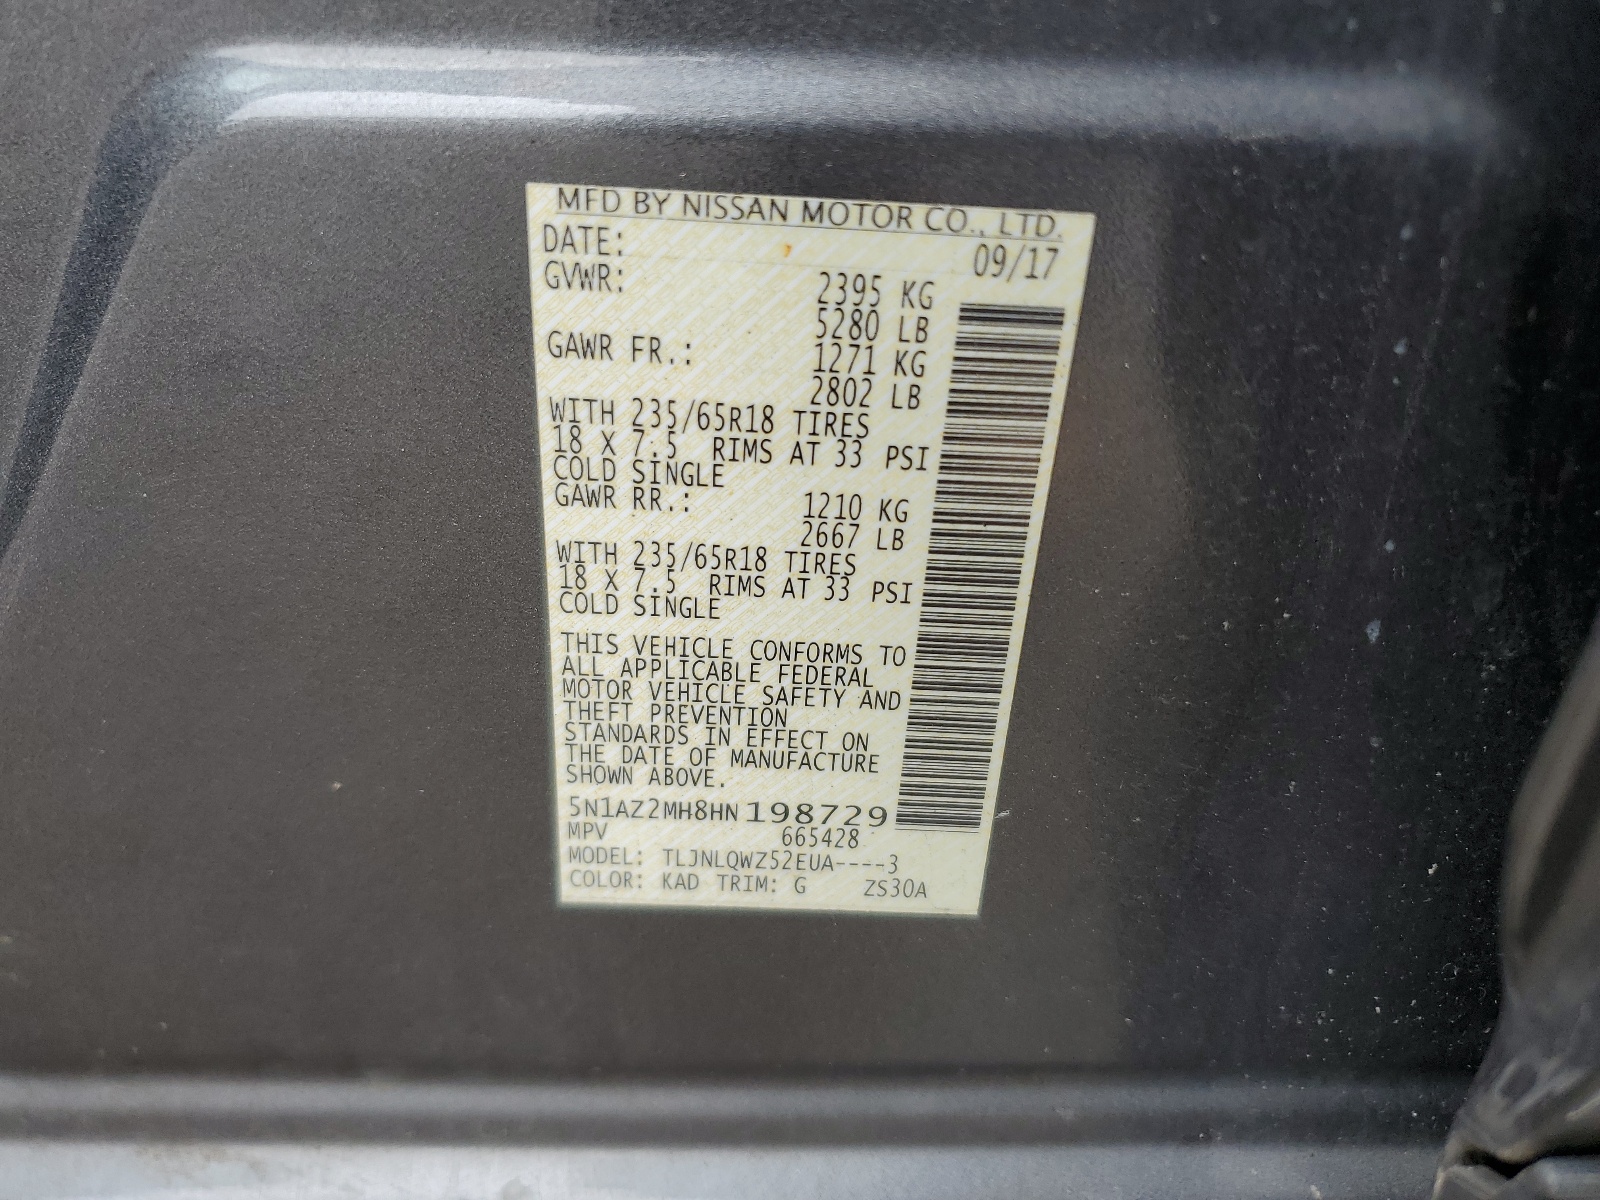 MFD BY NISSAN MOTOR CO., LTD.
DATE: 09/17
GVWR: 2395 KG
5280 LB
GAWR FR.: 1271 KG
2802 LB
WITH 235/65R18 TIRES
18 X 7.5 RIMS AT 33 PSI
COLD SINGLE
GAWR RR.: 1210 KG
2667 LB
WITH 235/65R18 TIRES
18 X 7.5 RIMS AT 33 PSI
COLD SINGLE
THIS VEHICLE CONFORMS TO
ALL APPLICABLE FEDERAL
MOTOR VEHICLE SAFETY AND
THEFT PREVENTION
STANDARDS IN EFFECT ON
THE DATE OF MANUFACTURE
SHOWN ABOVE.
5N1AZ2MH8HN198729
MPV 665428
MODEL: TLJNLQWZ52EUA----3
COLOR: KAD TRIM: G ZS30A